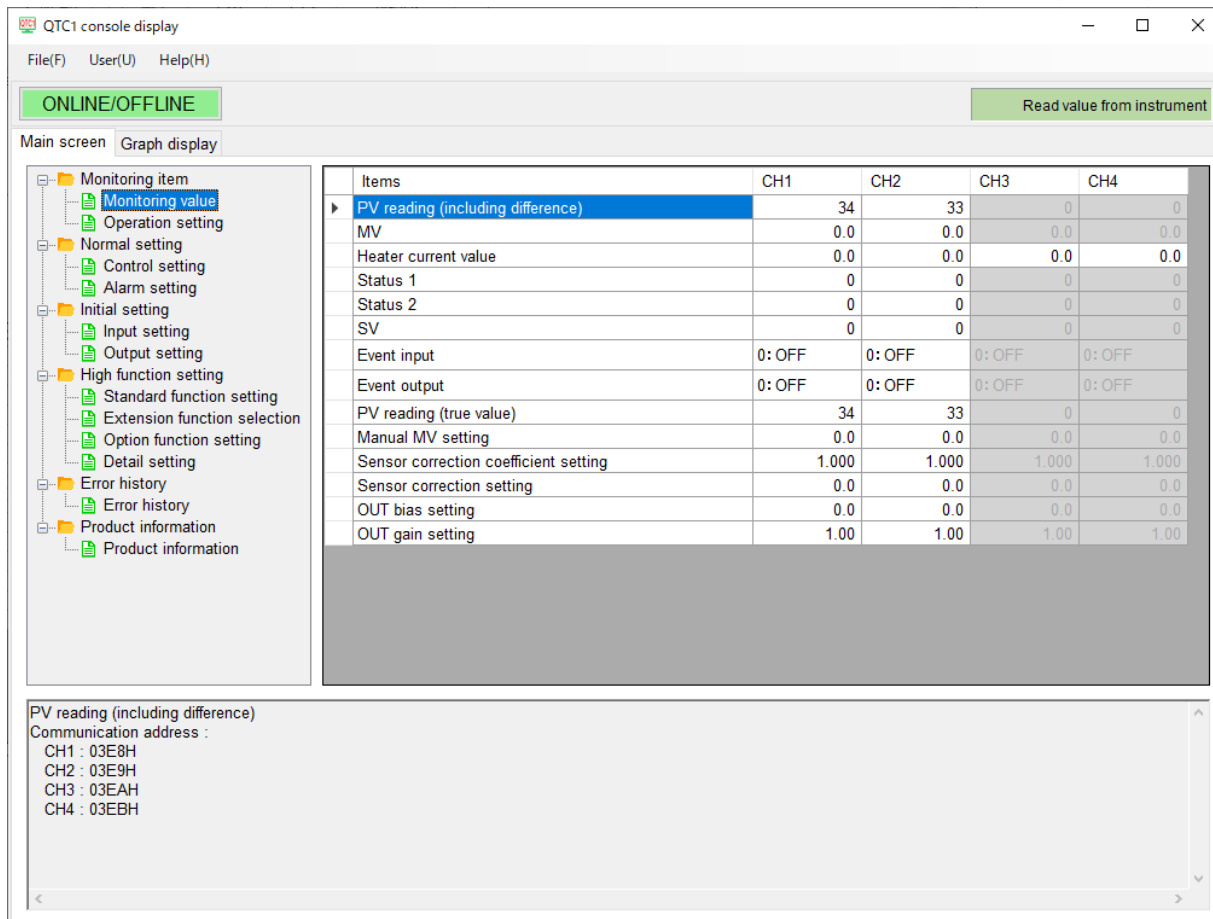 QTC1 console display
File(F) User(U) Help(H)
ONLINE/OFFLINE Read value from instrument
Main screen Graph display
Monitoring item
Monitoring value
Operation setting
Normal setting
Control setting
Alarm setting
Initial setting
Input setting
Output setting
High function setting
Standard function setting
Extension function selection
Option function setting
Detail setting
Error history
Error history
Product information
Product information
Items CH1 CH2 CH3 CH4
PV reading (including difference) 34 33 0 0
MV 0.0 0.0 0.0 0.0
Heater current value 0.0 0.0 0.0 0.0
Status 1 0 0 0 0
Status 2 0 0 0 0
SV 0 0 0 0
Event input 0: OFF 0: OFF 0: OFF 0: OFF
Event output 0: OFF 0: OFF 0: OFF 0: OFF
PV reading (true value) 34 33 0 0
Manual MV setting 0.0 0.0 0.0 0.0
Sensor correction coefficient setting 1.000 1.000 1.000 1.000
Sensor correction setting 0.0 0.0 0.0 0.0
OUT bias setting 0.0 0.0 0.0 0.0
OUT gain setting 1.00 1.00 1.00 1.00
PV reading (including difference)
Communication address :
CH1 : 03E8H
CH2 : 03E9H
CH3 : 03EAH
CH4 : 03EBH